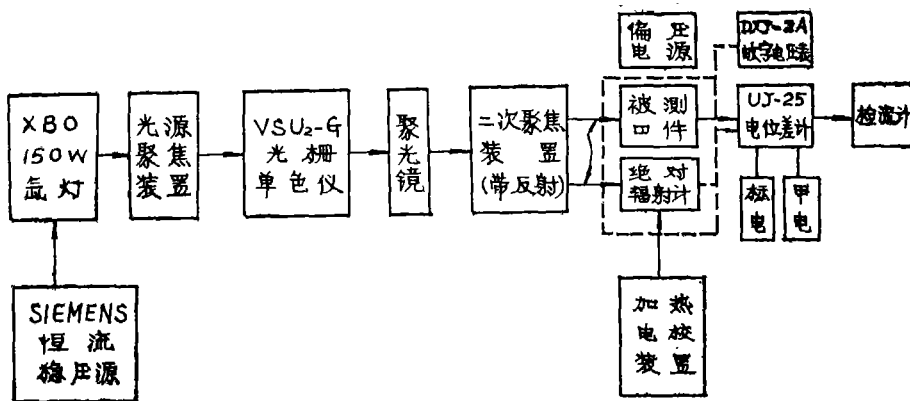 XBO
150W
氙灯
光源
聚焦
装置
VSU₂-G
光栅
单色仪
聚
光
镜
二次聚焦
装置
(带反射)
偏压
电源
被测
四件
绝对
辐射计
DXJ-2A
数字电压表
UJ-25
电位差计
检流计
标
电
甲
电
SIEMENS
恒流
稳压源
加热
电校
装置